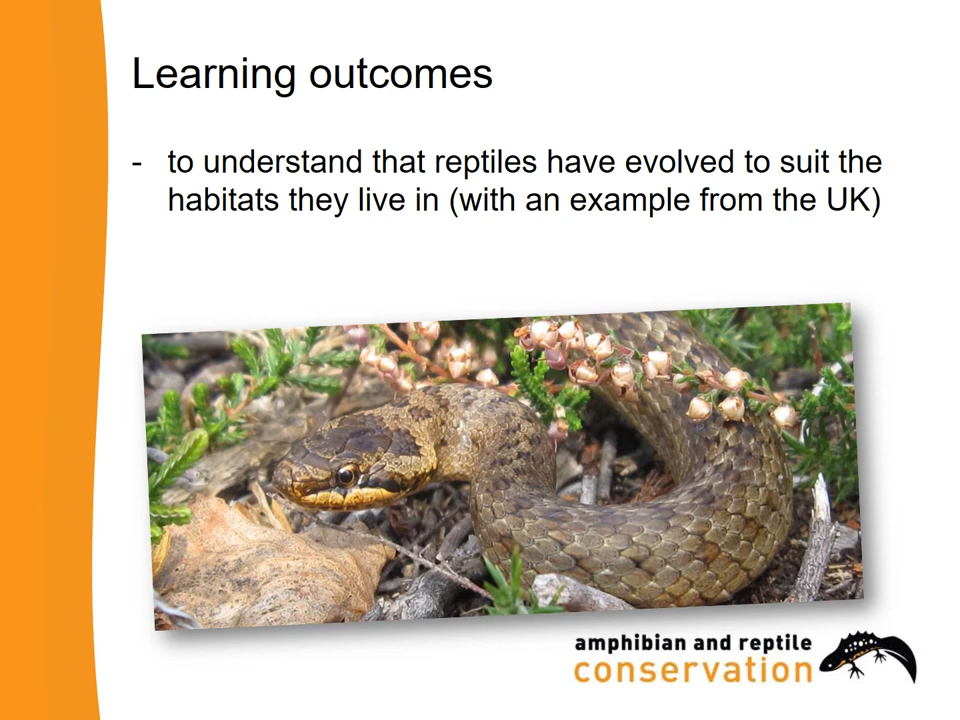 Learning outcomes
- to understand that reptiles have evolved to suit the
habitats they live in (with an example from the UK)
amphibian and reptile
conservation